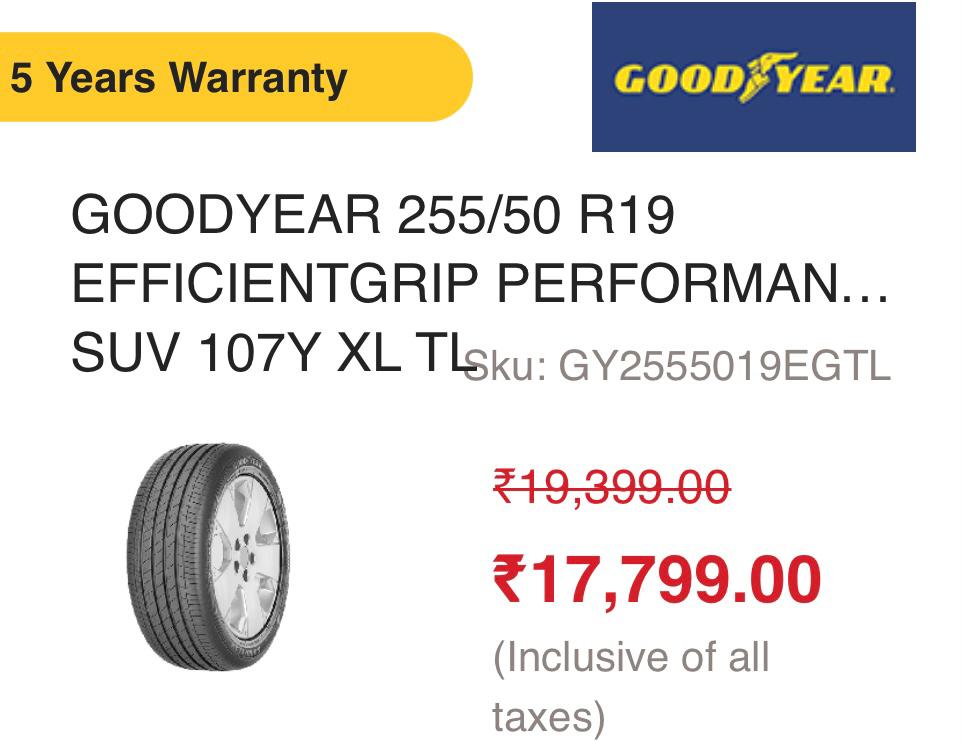 5 Years Warranty
GOODYEAR
GOODYEAR 255/50 R19
EFFICIENTGRIP PERFORMAN...
SUV 107Y XL TL
Sku: GY2555019EGTL
₹19,399.00
₹17,799.00
(Inclusive of all
taxes)